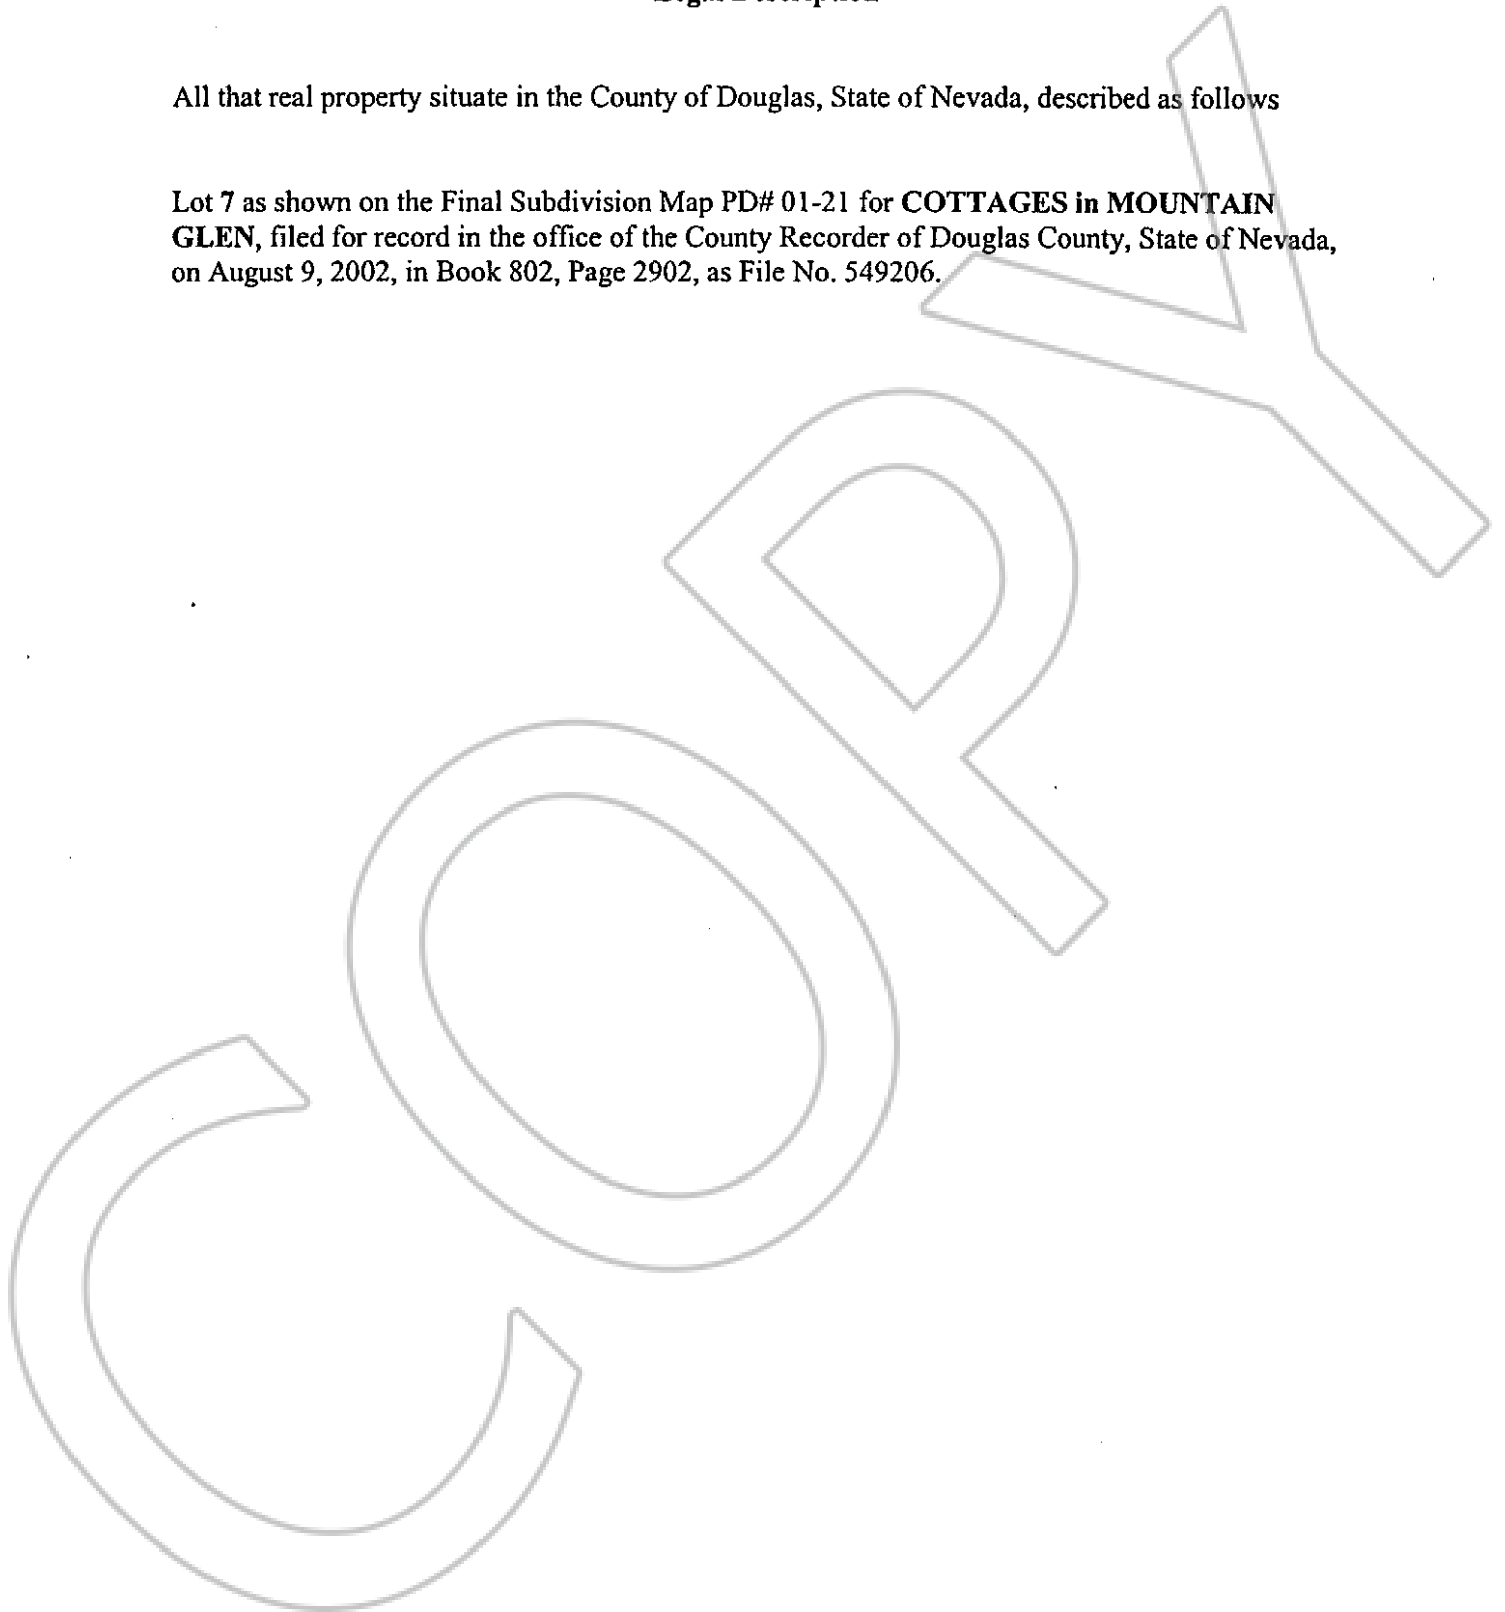 All that real property situate in the County of Douglas, State of Nevada, described as follows
Lot 7 as shown on the Final Subdivision Map PD# 01-21 for COTTAGES in MOUNTAIN
GLEN, filed for record in the office of the County Recorder of Douglas County, State of Nevada,
on August 9, 2002, in Book 802, Page 2902, as File No. 549206.
COPY